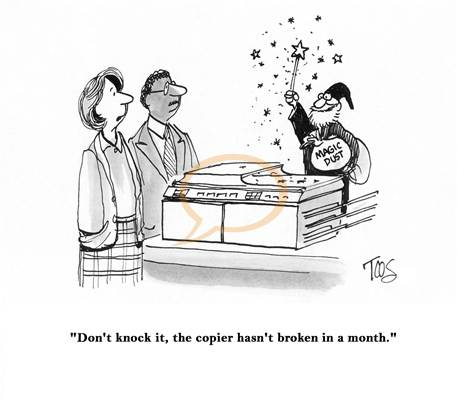 MAGIC
DUST
TOOS
"Don't knock it, the copier hasn't broken in a month."